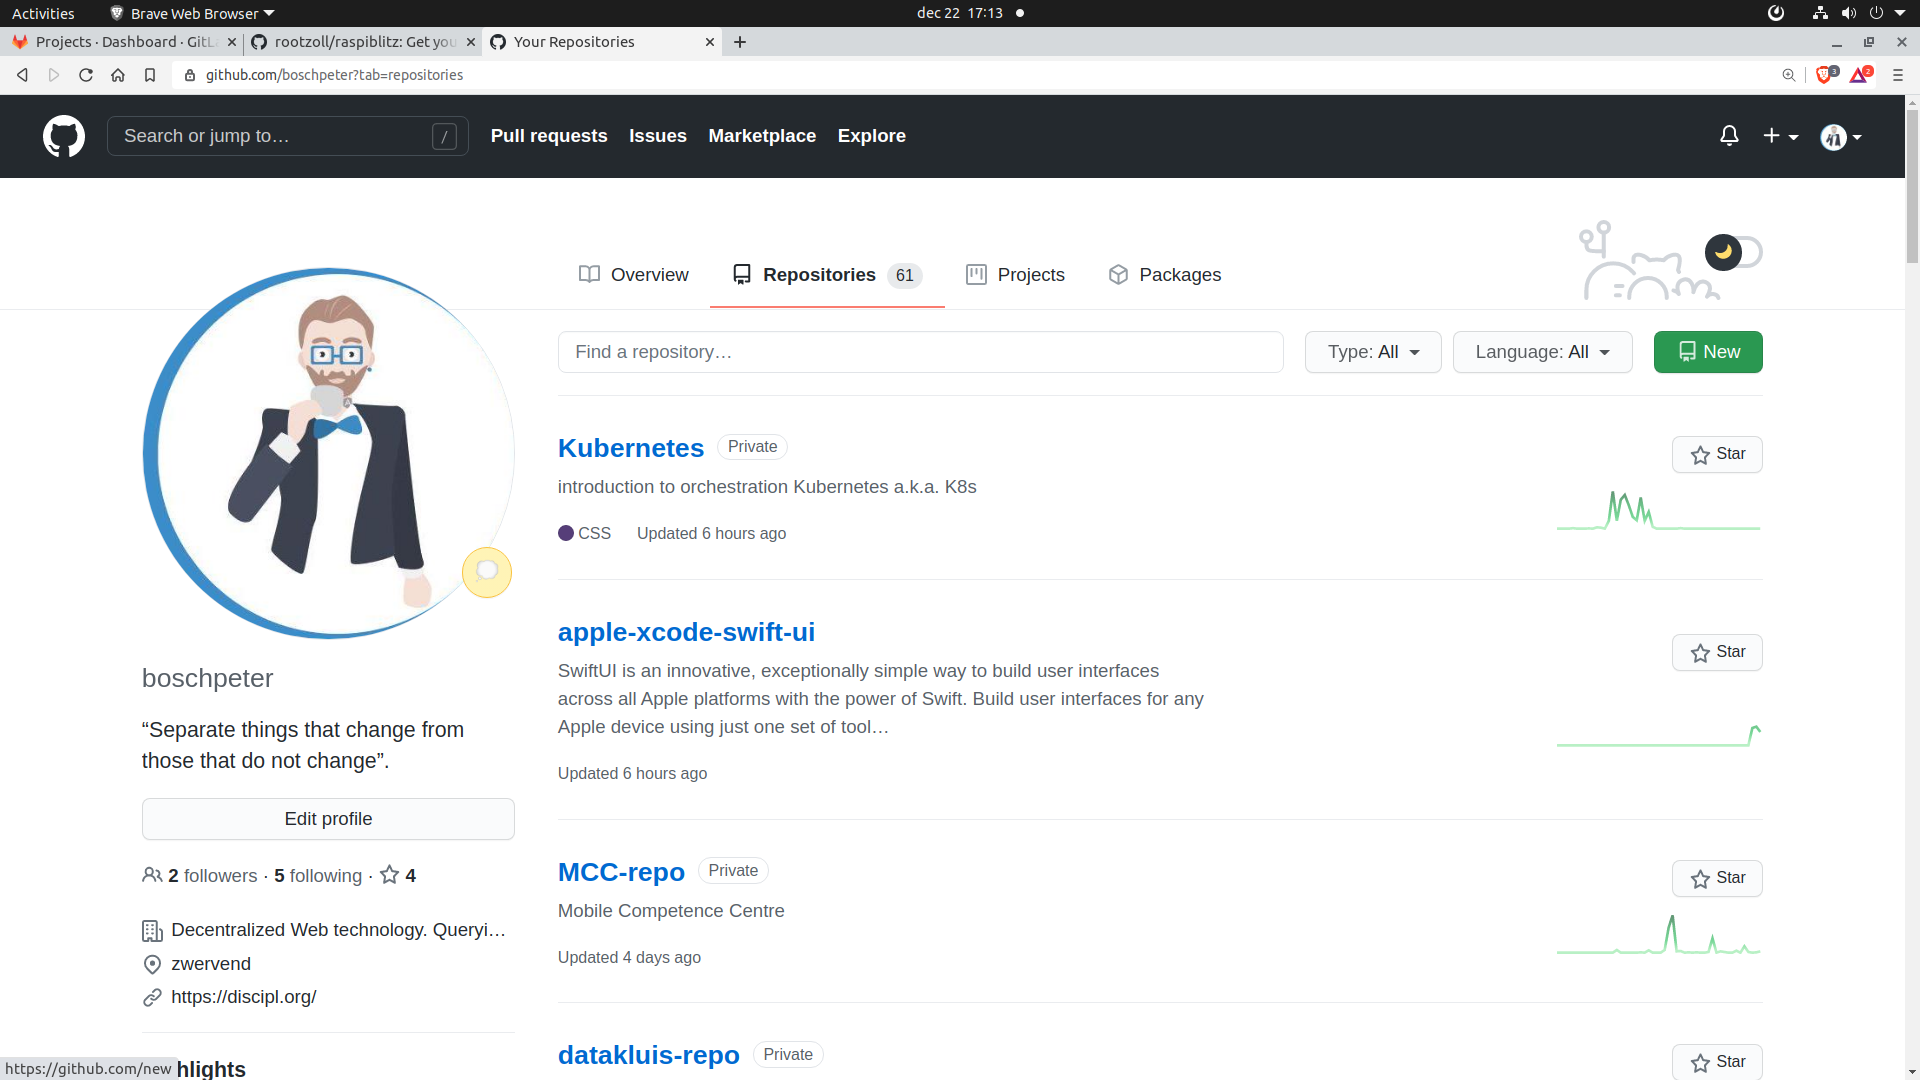 Activities
Brave Web Browser
dec 22 17:13
Projects · Dashboard · GitL
rootzoll/raspiblitz: Get you
Your Repositories
github.com/boschpeter?tab=repositories
3
2
Search or jump to…
/
Pull requests
Issues
Marketplace
Explore
Overview
Repositories 61
Projects
Packages
Find a repository…
Type: All
Language: All
New
Kubernetes
Private
Star
introduction to orchestration Kubernetes a.k.a. K8s
CSS
Updated 6 hours ago
apple-xcode-swift-ui
Star
SwiftUI is an innovative, exceptionally simple way to build user interfaces
across all Apple platforms with the power of Swift. Build user interfaces for any
Apple device using just one set of tool…
Updated 6 hours ago
MCC-repo
Private
Star
Mobile Competence Centre
Updated 4 days ago
datakluis-repo
Private
Star
boschpeter
“Separate things that change from
those that do not change”.
Edit profile
2 followers · 5 following · 4
Decentralized Web technology. Queryi…
zwervend
https://discipl.org/
hlights
https://github.com/new